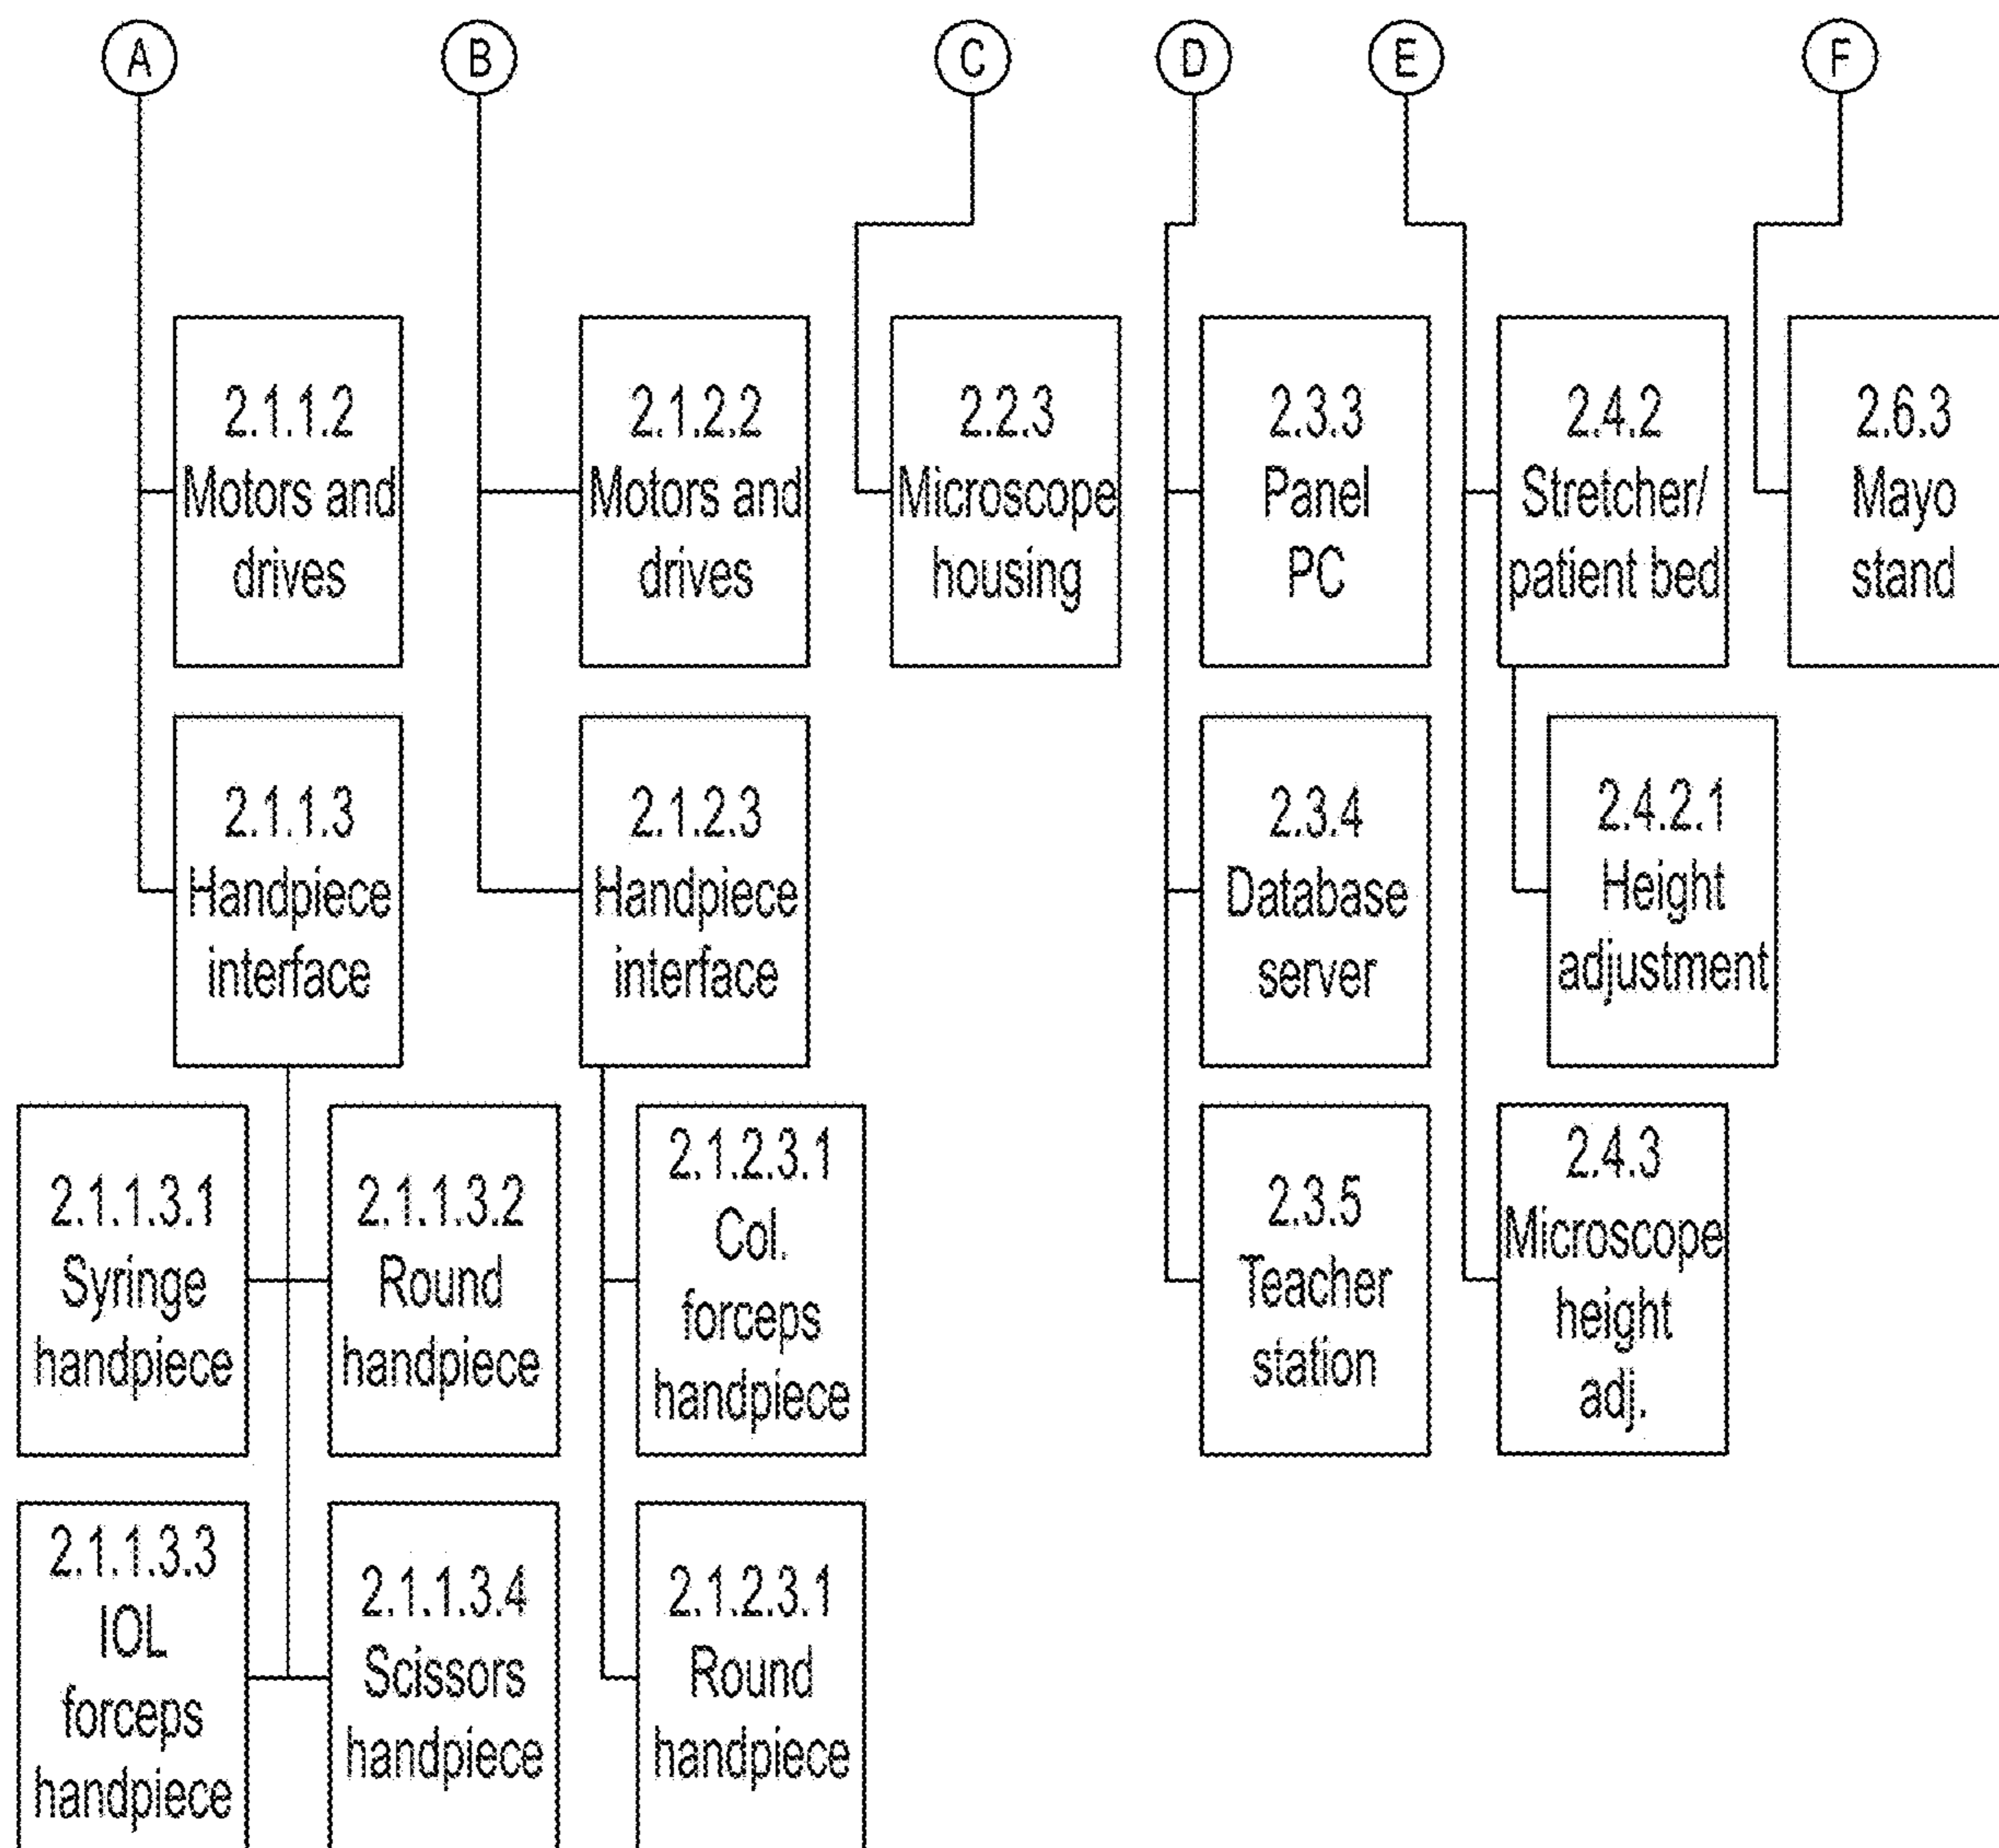 A
B
C
D
E
F
2.1.1.2
Motors and
drives
2.1.2.2
Motors and
drives
2.2.3
Microscope
housing
2.3.3
Panel
PC
2.4.2
Stretcher/
patient bed
2.6.3
Mayo
stand
2.1.1.3
Handpiece
interface
2.1.2.3
Handpiece
interface
2.3.4
Database
server
2.4.2.1
Height
adjustment
2.1.1.3.1
Syringe
handpiece
2.1.1.3.2
Round
handpiece
2.1.2.3.1
Col.
forceps
handpiece
2.3.5
Teacher
station
2.4.3
Microscope
height
adj.
2.1.1.3.3
IOL
forceps
handpiece
2.1.1.3.4
Scissors
handpiece
2.1.2.3.1
Round
handpiece